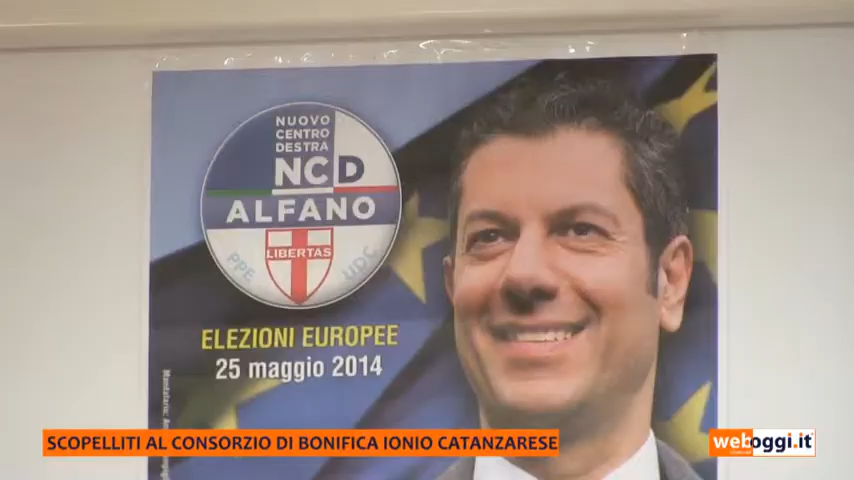 NUOVO
CENTRO
DESTRA
NCD
ALFANO
LIBERTAS
PPE
UDC
ELEZIONI EUROPEE
25 maggio 2014
SCOPELLITI AL CONSORZIO DI BONIFICA IONIO CATANZARESE
weboggi.it